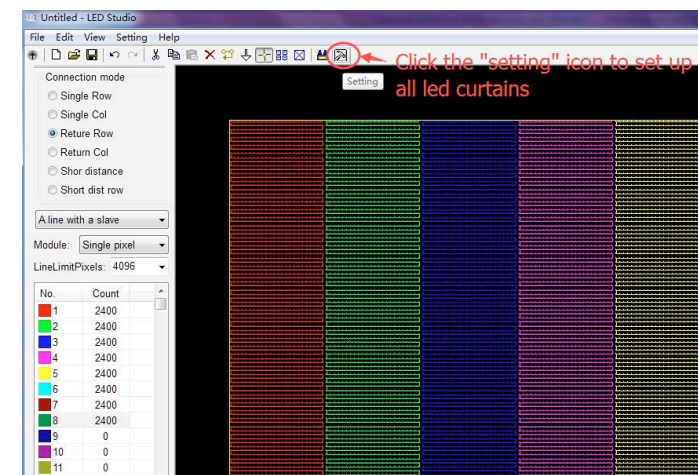 Untitled - LED Studio
File Edit View Setting Help
Setting
Click the "setting" icon to set up
all led curtains
Connection mode
Single Row
Single Col
Reture Row
Return Col
Shor distance
Short dist row
A line with a slave
Module: Single pixel
LineLimitPixels: 4096
No. Count
1 2400
2 2400
3 2400
4 2400
5 2400
6 2400
7 2400
8 2400
9 0
10 0
11 0